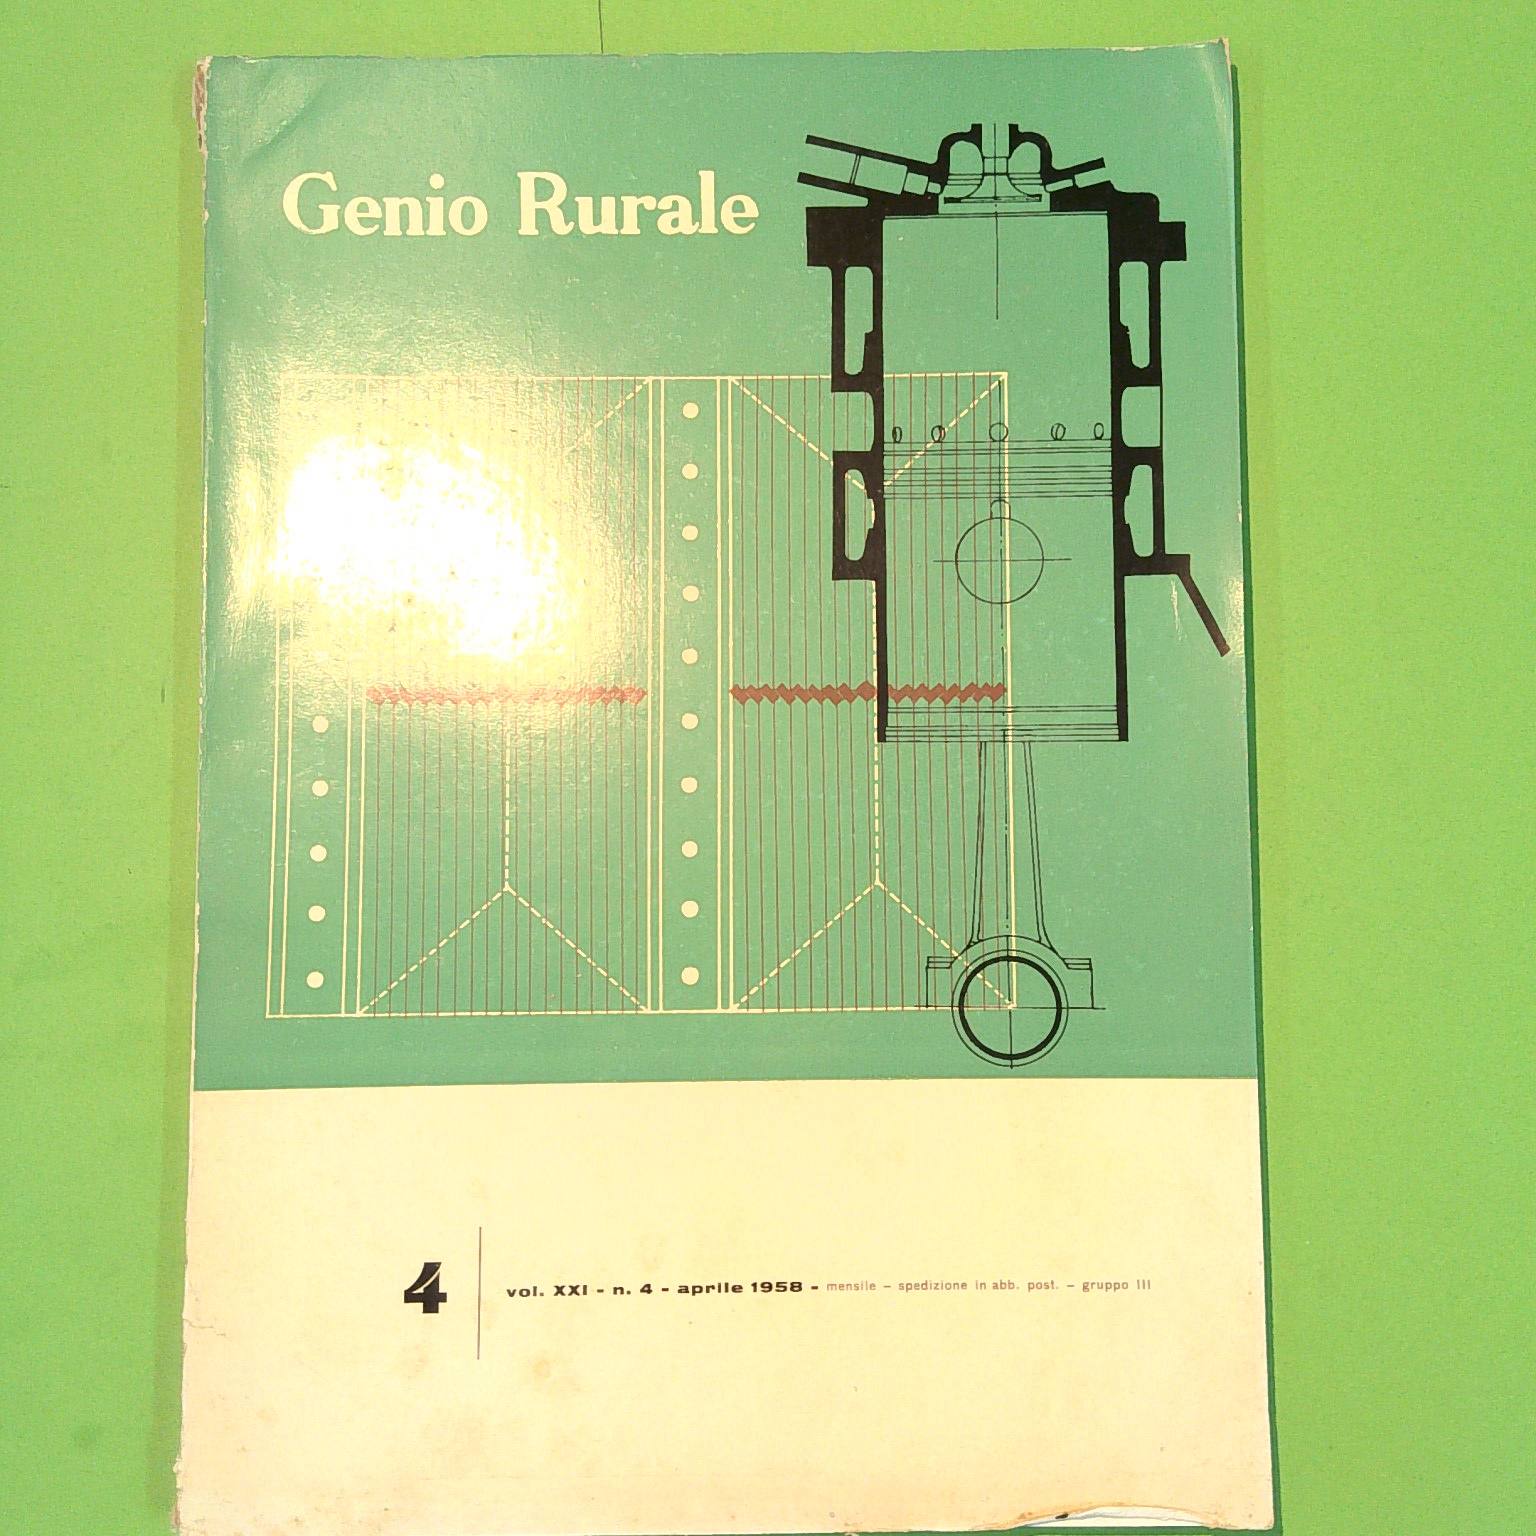 Genio Rurale
4
vol. XXI - n. 4 - aprile 1958 - mensile - spedizione in abb. post. - gruppo III